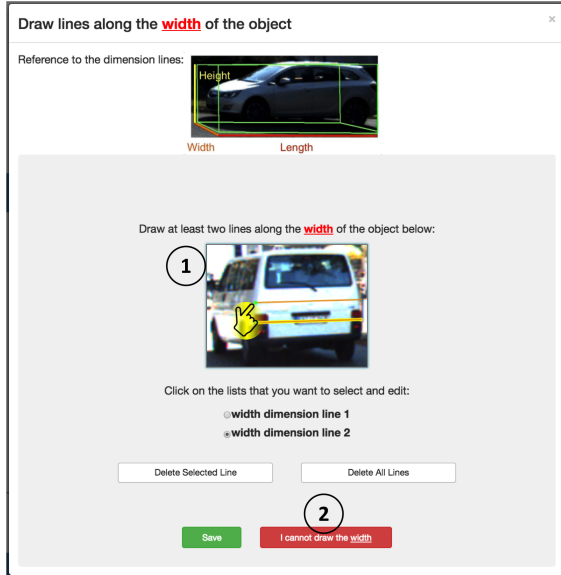 Draw lines along the width of the object
×
Reference to the dimension lines:
Height
Width Length
Draw at least two lines along the width of the object below:
1
Click on the lists that you want to select and edit:
width dimension line 1
width dimension line 2
Delete Selected Line Delete All Lines
2
Save I cannot draw the width